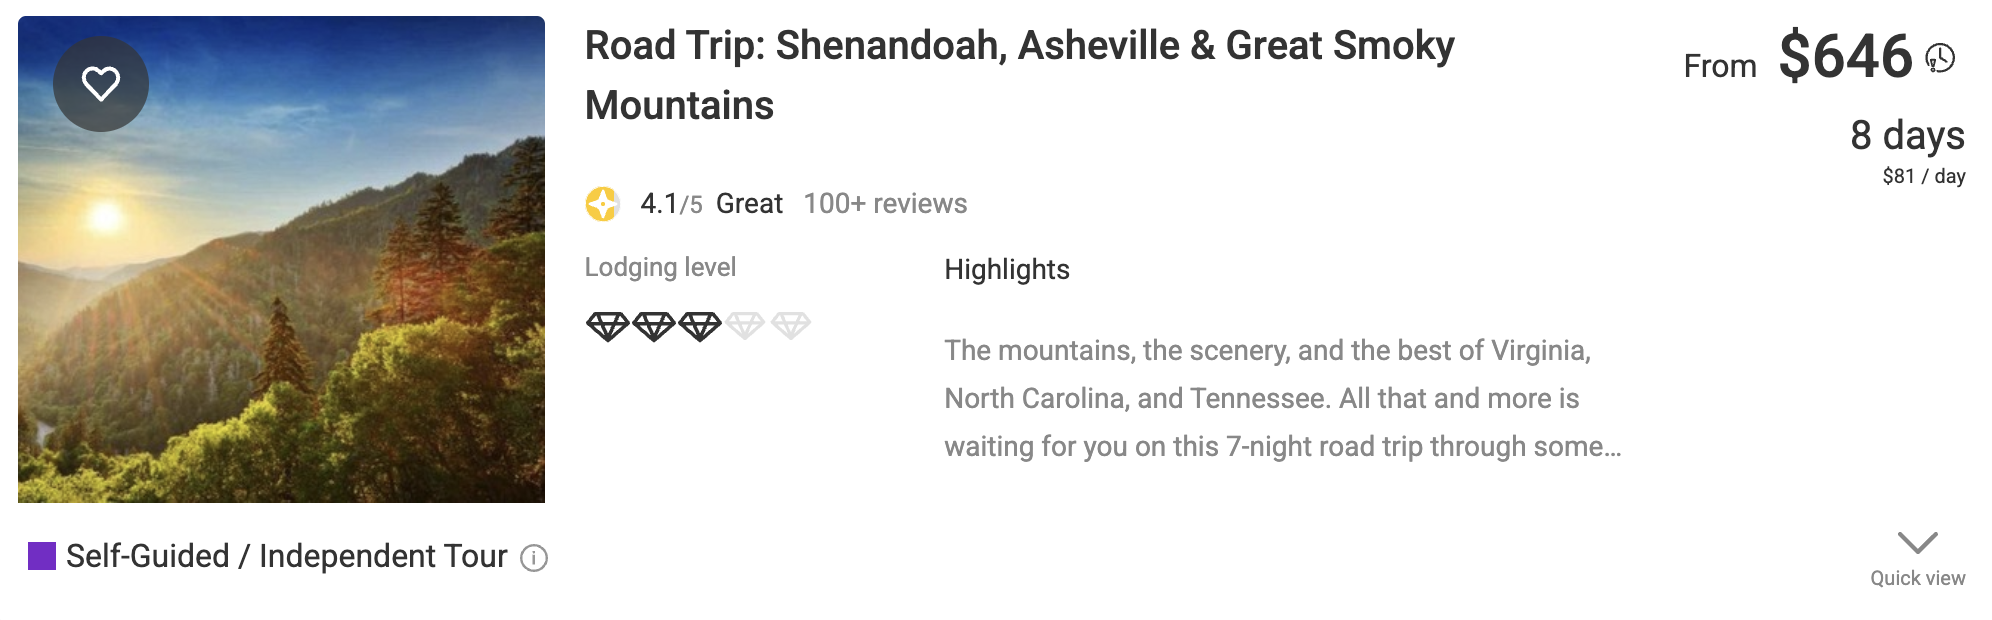 Road Trip: Shenandoah, Asheville & Great Smoky
Mountains
From $646
8 days
$81 / day
4.1/5 Great 100+ reviews
Lodging level
Highlights
The mountains, the scenery, and the best of Virginia,
North Carolina, and Tennessee. All that and more is
waiting for you on this 7-night road trip through some...
Self-Guided / Independent Tour
Quick view